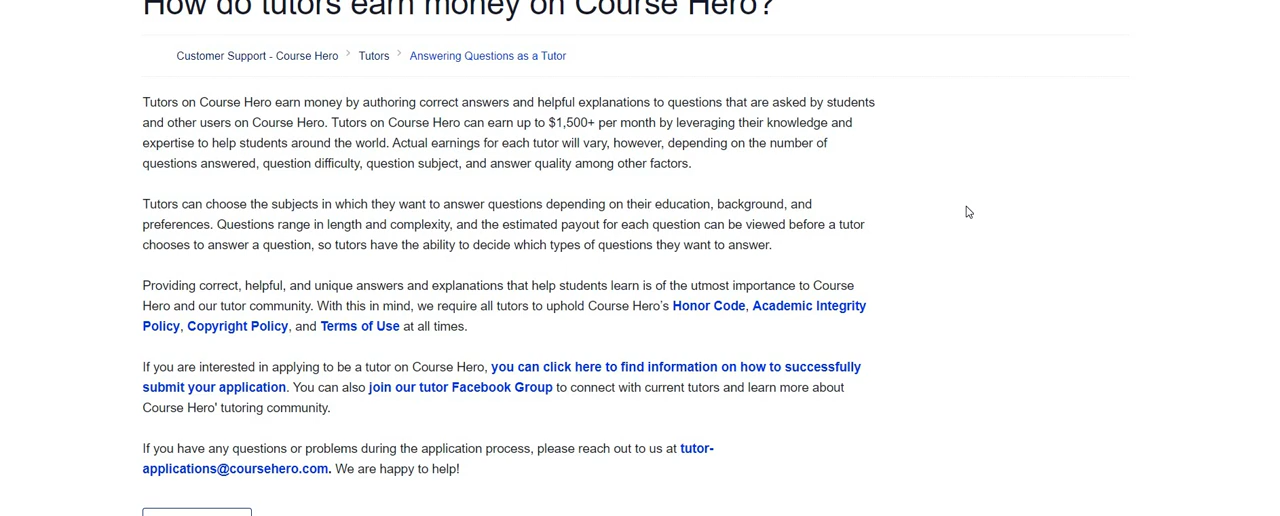 How do tutors earn money on Course Hero?
Customer Support - Course Hero > Tutors > Answering Questions as a Tutor
Tutors on Course Hero earn money by authoring correct answers and helpful explanations to questions that are asked by students
and other users on Course Hero. Tutors on Course Hero can earn up to $1,500+ per month by leveraging their knowledge and
expertise to help students around the world. Actual earnings for each tutor will vary, however, depending on the number of
questions answered, question difficulty, question subject, and answer quality among other factors.
Tutors can choose the subjects in which they want to answer questions depending on their education, background, and
preferences. Questions range in length and complexity, and the estimated payout for each question can be viewed before a tutor
chooses to answer a question, so tutors have the ability to decide which types of questions they want to answer.
Providing correct, helpful, and unique answers and explanations that help students learn is of the utmost importance to Course
Hero and our tutor community. With this in mind, we require all tutors to uphold Course Hero's Honor Code, Academic Integrity
Policy, Copyright Policy, and Terms of Use at all times.
If you are interested in applying to be a tutor on Course Hero, you can click here to find information on how to successfully
submit your application. You can also join our tutor Facebook Group to connect with current tutors and learn more about
Course Hero' tutoring community.
If you have any questions or problems during the application process, please reach out to us at tutor-
applications@coursehero.com. We are happy to help!